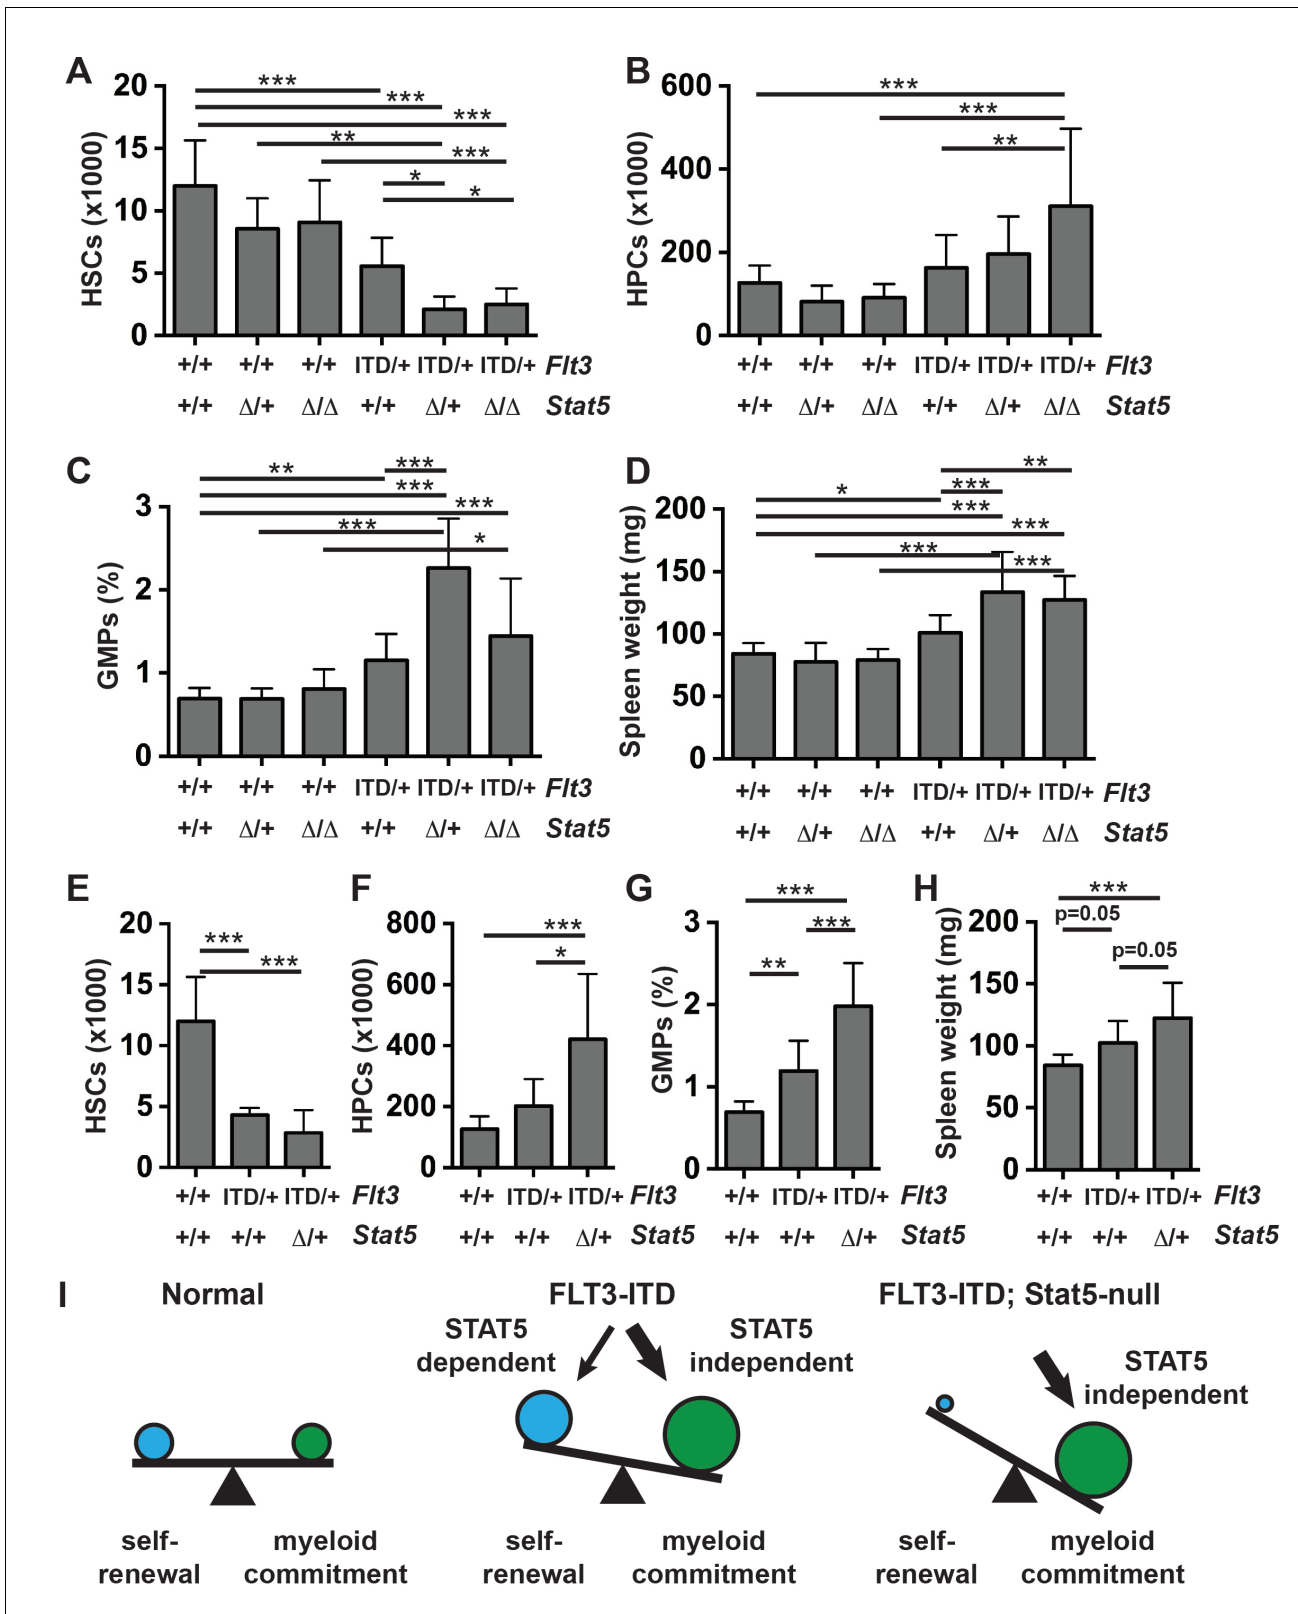 A
HSCs (x1000)
20
15
10
5
0
***
***
***
**
***
*
*
+/+ +/+ +/+ ITD/+ ITD/+ ITD/+ Flt3
+/+ Δ/+ Δ/Δ +/+ Δ/+ Δ/Δ Stat5
B
HPCs (x1000)
600
400
200
0
***
***
**
+/+ +/+ +/+ ITD/+ ITD/+ ITD/+ Flt3
+/+ Δ/+ Δ/Δ +/+ Δ/+ Δ/Δ Stat5
C
GMPs (%)
3
2
1
0
***
**
***
***
***
*
+/+ +/+ +/+ ITD/+ ITD/+ ITD/+ Flt3
+/+ Δ/+ Δ/Δ +/+ Δ/+ Δ/Δ Stat5
D
Spleen weight (mg)
200
150
100
50
0
**
***
*
***
***
***
***
+/+ +/+ +/+ ITD/+ ITD/+ ITD/+ Flt3
+/+ Δ/+ Δ/Δ +/+ Δ/+ Δ/Δ Stat5
E
HSCs (x1000)
20
15
10
5
0
***
***
+/+ ITD/+ ITD/+ Flt3
+/+ +/+ Δ/+ Stat5
F
HPCs (x1000)
800
600
400
200
0
***
*
+/+ ITD/+ ITD/+ Flt3
+/+ +/+ Δ/+ Stat5
G
GMPs (%)
3
2
1
0
***
***
**
+/+ ITD/+ ITD/+ Flt3
+/+ +/+ Δ/+ Stat5
H
Spleen weight (mg)
200
150
100
50
0
***
p=0.05
p=0.05
+/+ ITD/+ ITD/+ Flt3
+/+ +/+ Δ/+ Stat5
I
Normal
self-
renewal
myeloid
commitment
FLT3-ITD
STAT5
dependent
STAT5
independent
self-
renewal
myeloid
commitment
FLT3-ITD; Stat5-null
STAT5
independent
self-
renewal
myeloid
commitment